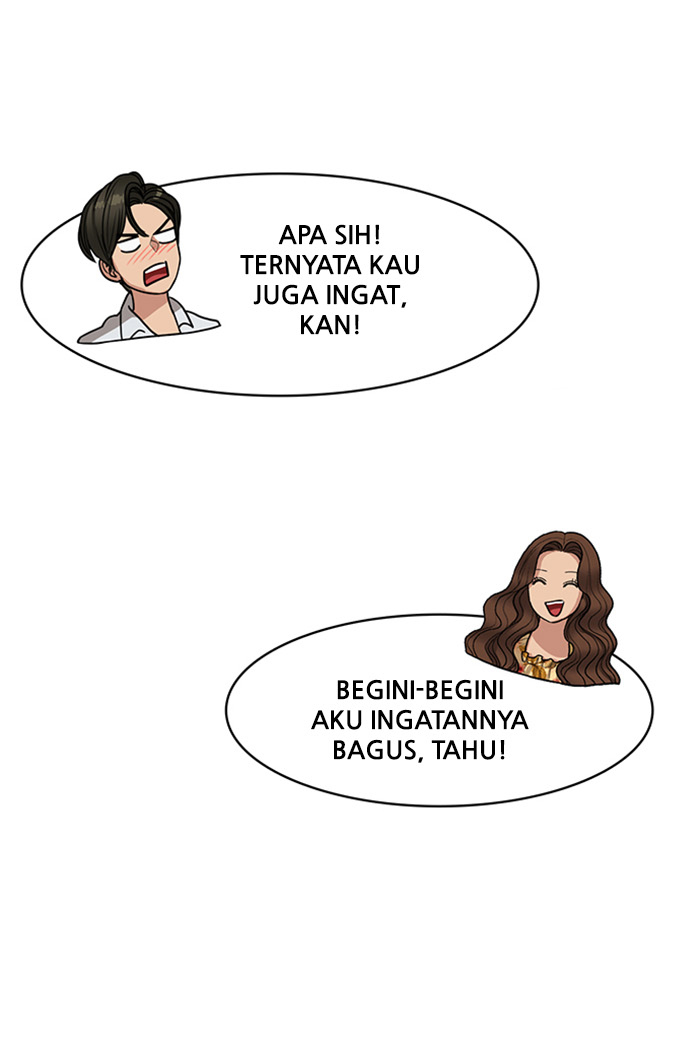 APA SIH!
TERNYATA KAU
JUGA INGAT,
KAN!
BEGINI-BEGINI
AKU INGATANNYA
BAGUS, TAHU!